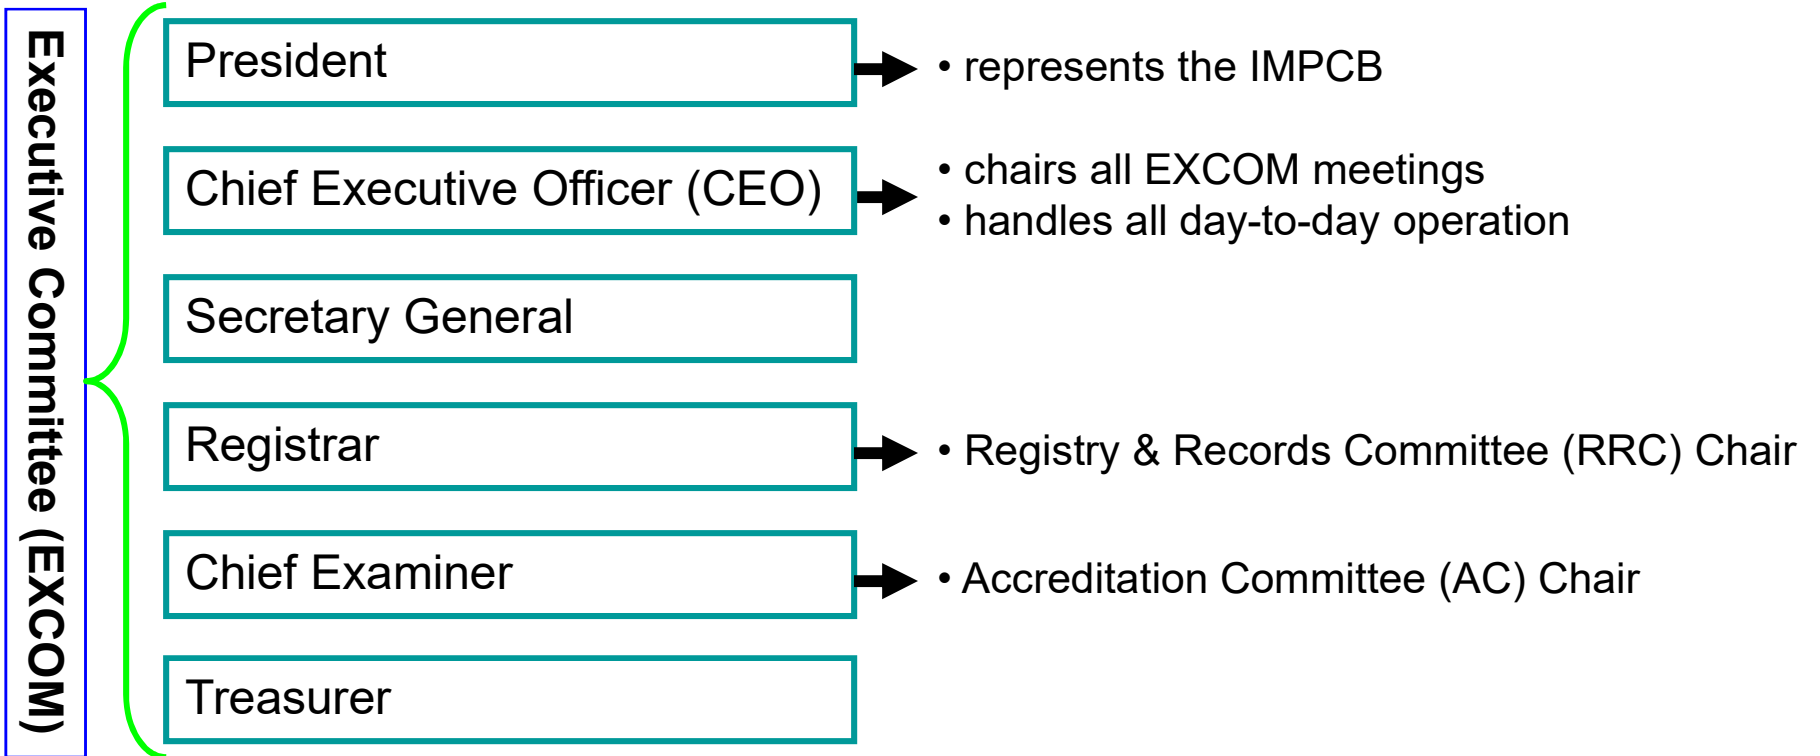 Executive Committee (EXCOM)
President
• represents the IMPCB
Chief Executive Officer (CEO)
• chairs all EXCOM meetings
• handles all day-to-day operation
Secretary General
Registrar
• Registry & Records Committee (RRC) Chair
Chief Examiner
• Accreditation Committee (AC) Chair
Treasurer